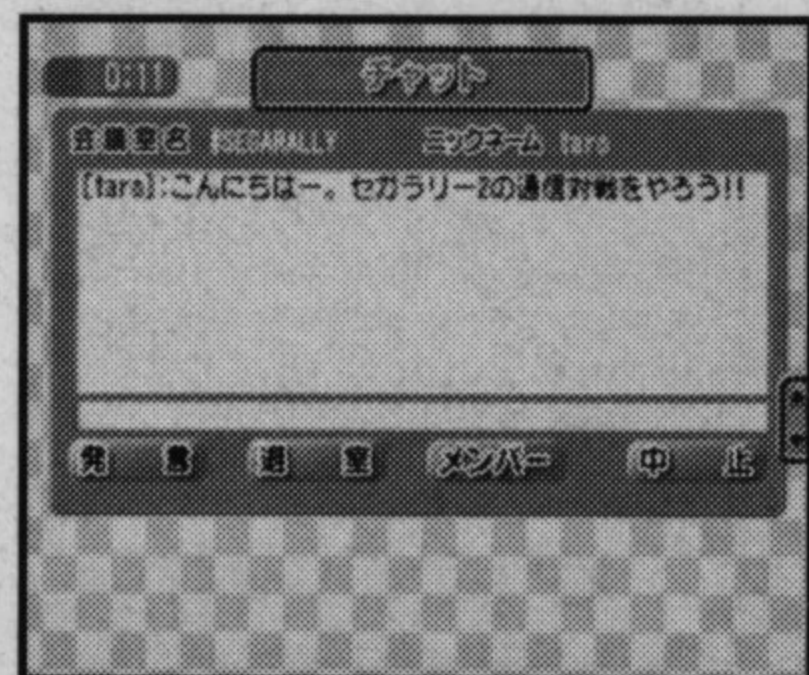 0:11 チャット
会議室名 #SEGARALLY ニックネーム taro
[taro]:こんにちはー。セガラリー2の通信対戦をやろう!!
発言 退室 メンバー 中止